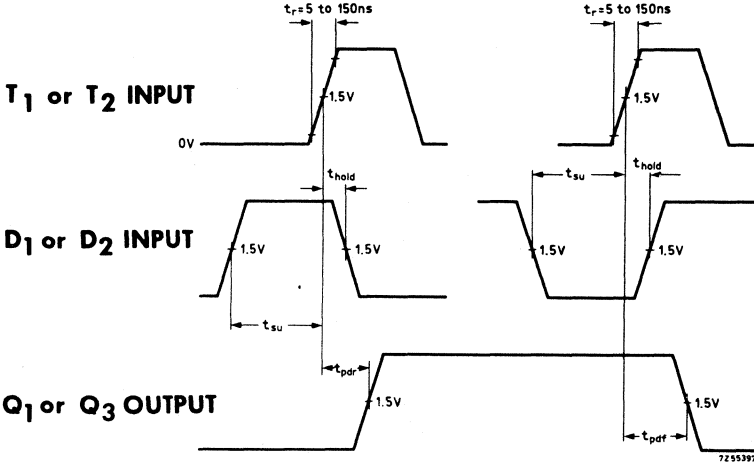 tr=5 to 150ns
tr=5 to 150ns
T1 or T2 INPUT
1.5V
1.5V
0V
thold
tsu
thold
D1 or D2 INPUT
1.5V
1.5V
1.5V
1.5V
tsu
tpdr
Q1 or Q3 OUTPUT
1.5V
1.5V
tpdf
7Z55397